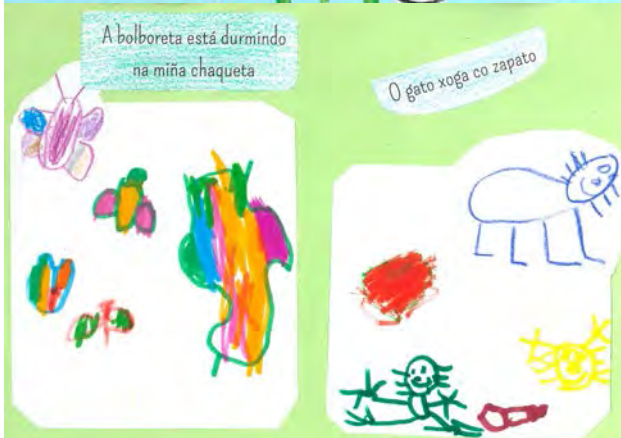 A bolboreta está durmindo
na miña chaqueta
O gato xoga co zapato